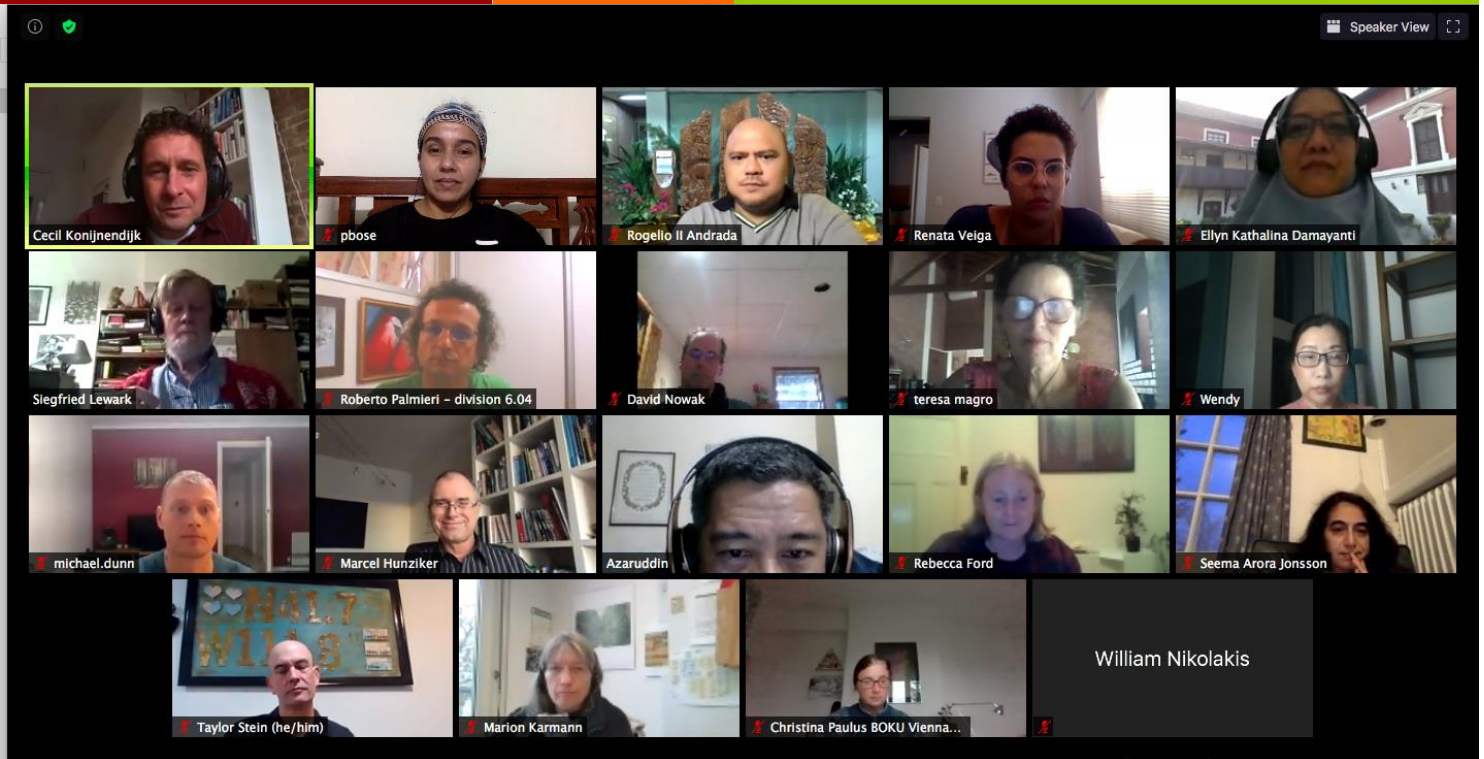 Speaker View
Cecil Konijnendijk
pbose
Rogelio II Andrada
Renata Veiga
Ellyn Kathalina Damayanti
Siegfried Lewark
Roberto Palmieri - division 6.04
David Nowak
teresa magro
Wendy
michael.dunn
Marcel Hunziker
Azaruddin
Rebecca Ford
Seema Arora Jonsson
N41.7
Taylor Stein (he/him)
Marion Karmann
Christina Paulus BOKU Vienna...
William Nikolakis